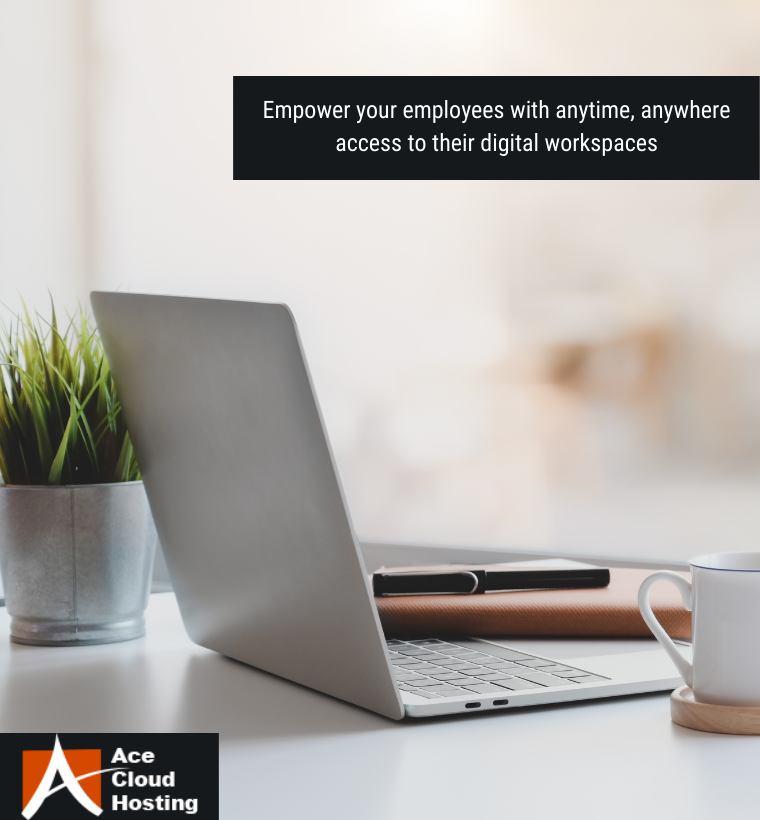 Empower your employees with anytime, anywhere
access to their digital workspaces
Ace
Cloud
Hosting